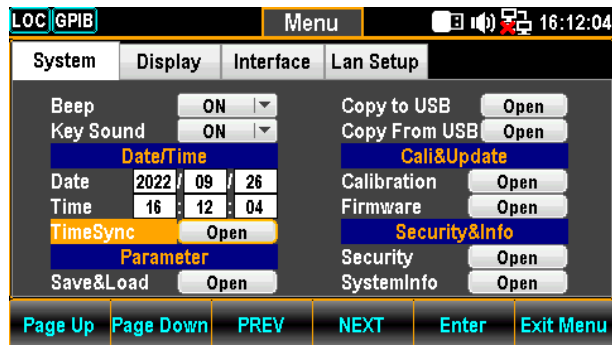 LOC GPIB Menu 16:12:04
System Display Interface Lan Setup
Beep ON Copy to USB Open
Key Sound ON Copy From USB Open
Date/Time Cali&Update
Date 2022 / 09 / 26 Calibration Open
Time 16 : 12 : 04 Firmware Open
TimeSync Open Security&Info
Parameter Security Open
Save&Load Open SystemInfo Open
Page Up Page Down PREV NEXT Enter Exit Menu